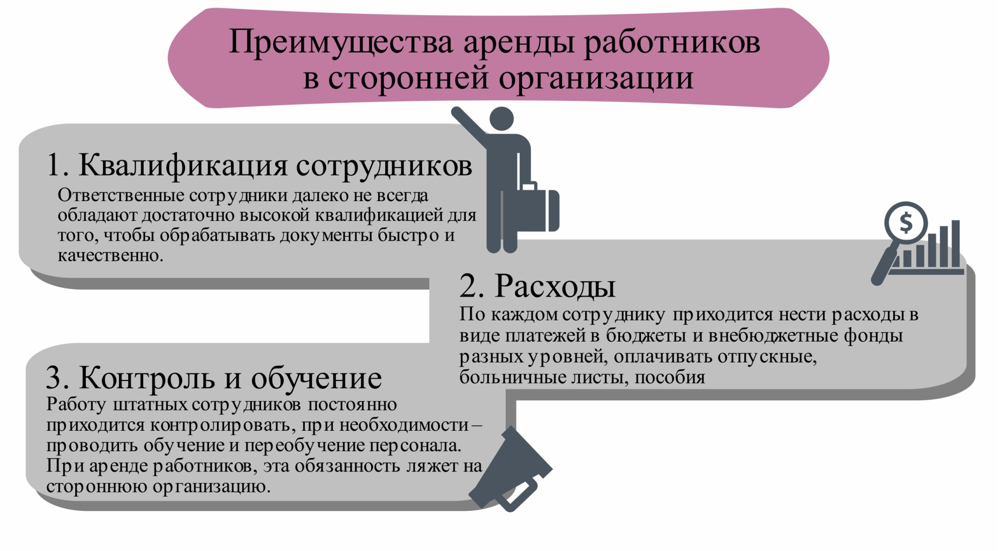 Преимущества аренды работников
в сторонней организации
1. Квалификация сотрудников
Ответственные сотрудники далеко не всегда
обладают достаточно высокой квалификацией для
того, чтобы обрабатывать документы быстро и
качественно.
$
2. Расходы
По каждом сотруднику приходится нести расходы в
виде платежей в бюджеты и внебюджетные фонды
разных уровней, оплачивать отпускные,
больничные листы, пособия
3. Контроль и обучение
Работу штатных сотрудников постоянно
приходится контролировать, при необходимости –
проводить обучение и переобучение персонала.
При аренде работников, эта обязанность ляжет на
стороннюю организацию.